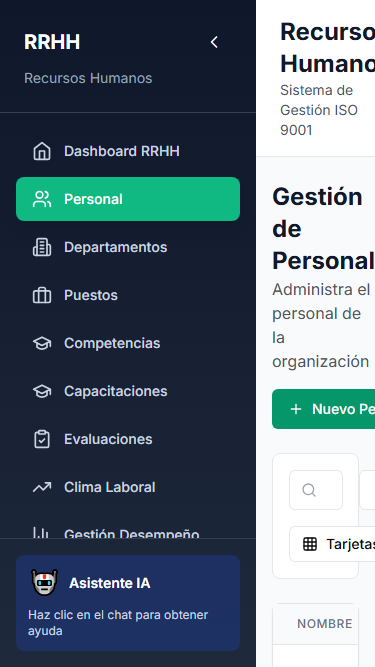 RRHH
Recursos Humanos
Dashboard RRHH
Personal
Departamentos
Puestos
Competencias
Capacitaciones
Evaluaciones
Clima Laboral
Gestión Desempeño
Asistente IA
Haz clic en el chat para obtener
ayuda
Recurso
Humano
Sistema de
Gestión ISO
9001
Gestión
de
Personal
Administra el
personal de
la
organización
+ Nuevo Pe
Tarjetas
NOMBRE